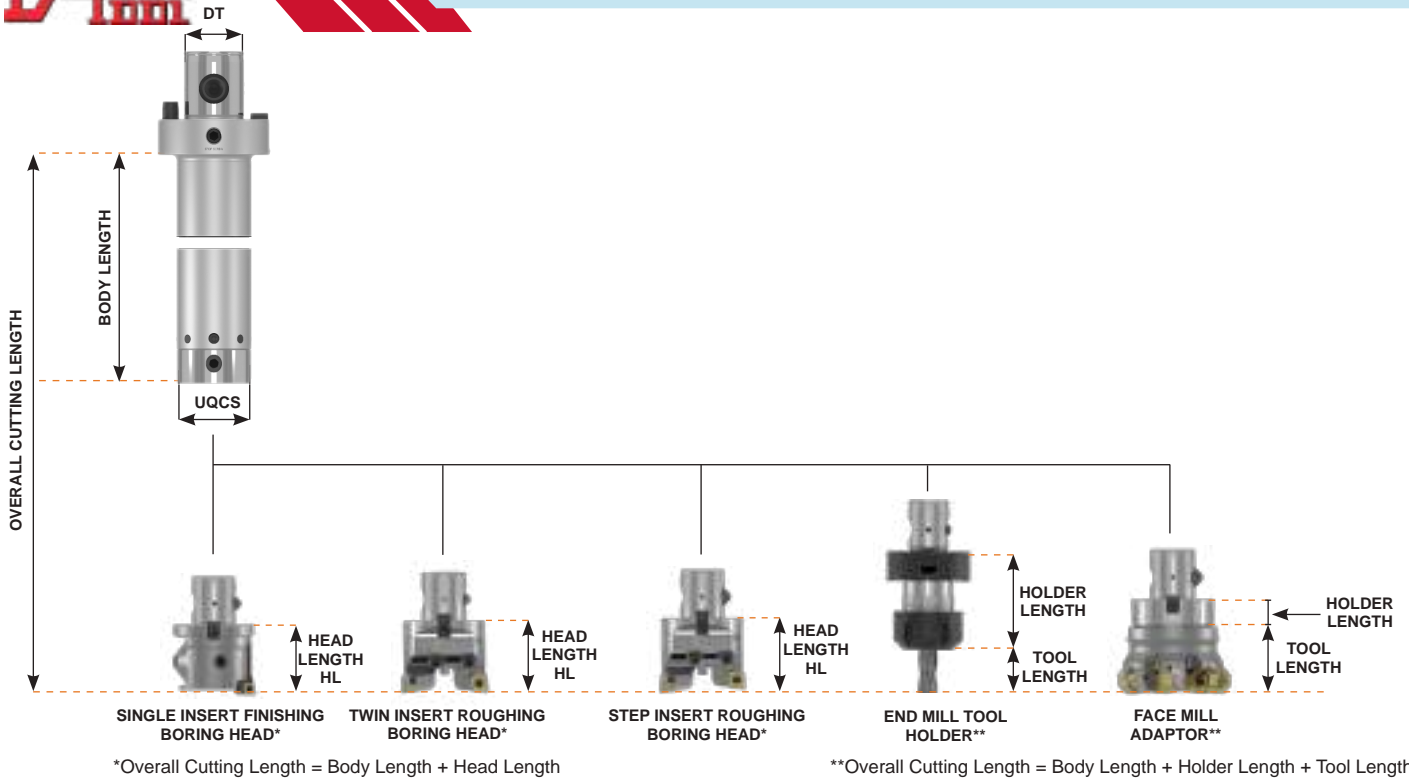 DT
BODY LENGTH
OVERALL CUTTING LENGTH
UQCS
HEAD
LENGTH
HL
HEAD
LENGTH
HL
HEAD
LENGTH
HL
HOLDER
LENGTH
TOOL
LENGTH
HOLDER
LENGTH
TOOL
LENGTH
SINGLE INSERT FINISHING
BORING HEAD*
TWIN INSERT ROUGHING
BORING HEAD*
STEP INSERT ROUGHING
BORING HEAD*
END MILL TOOL
HOLDER**
FACE MILL
ADAPTOR**
*Overall Cutting Length = Body Length + Head Length
**Overall Cutting Length = Body Length + Holder Length + Tool Length